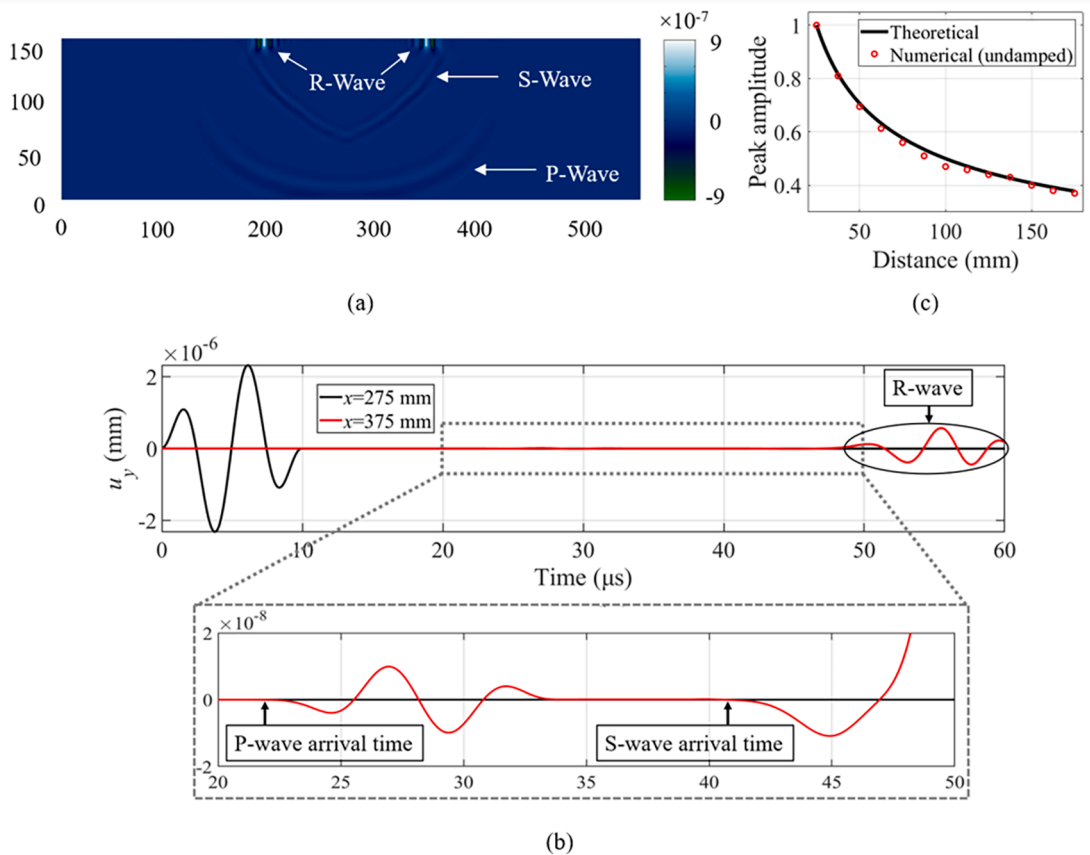 ×10⁻⁷
150
100
50
0
0
100
200
300
400
500
R-Wave
S-Wave
P-Wave
9
0
-9
(a)
1
0.8
0.6
0.4
Peak amplitude
Theoretical
Numerical (undamped)
50
100
150
Distance (mm)
(c)
×10⁻⁶
2
0
-2
u_y (mm)
x=275 mm
x=375 mm
R-wave
0
10
20
30
40
50
60
Time (μs)
×10⁻⁸
2
0
-2
P-wave arrival time
S-wave arrival time
20
25
30
35
40
45
50
(b)